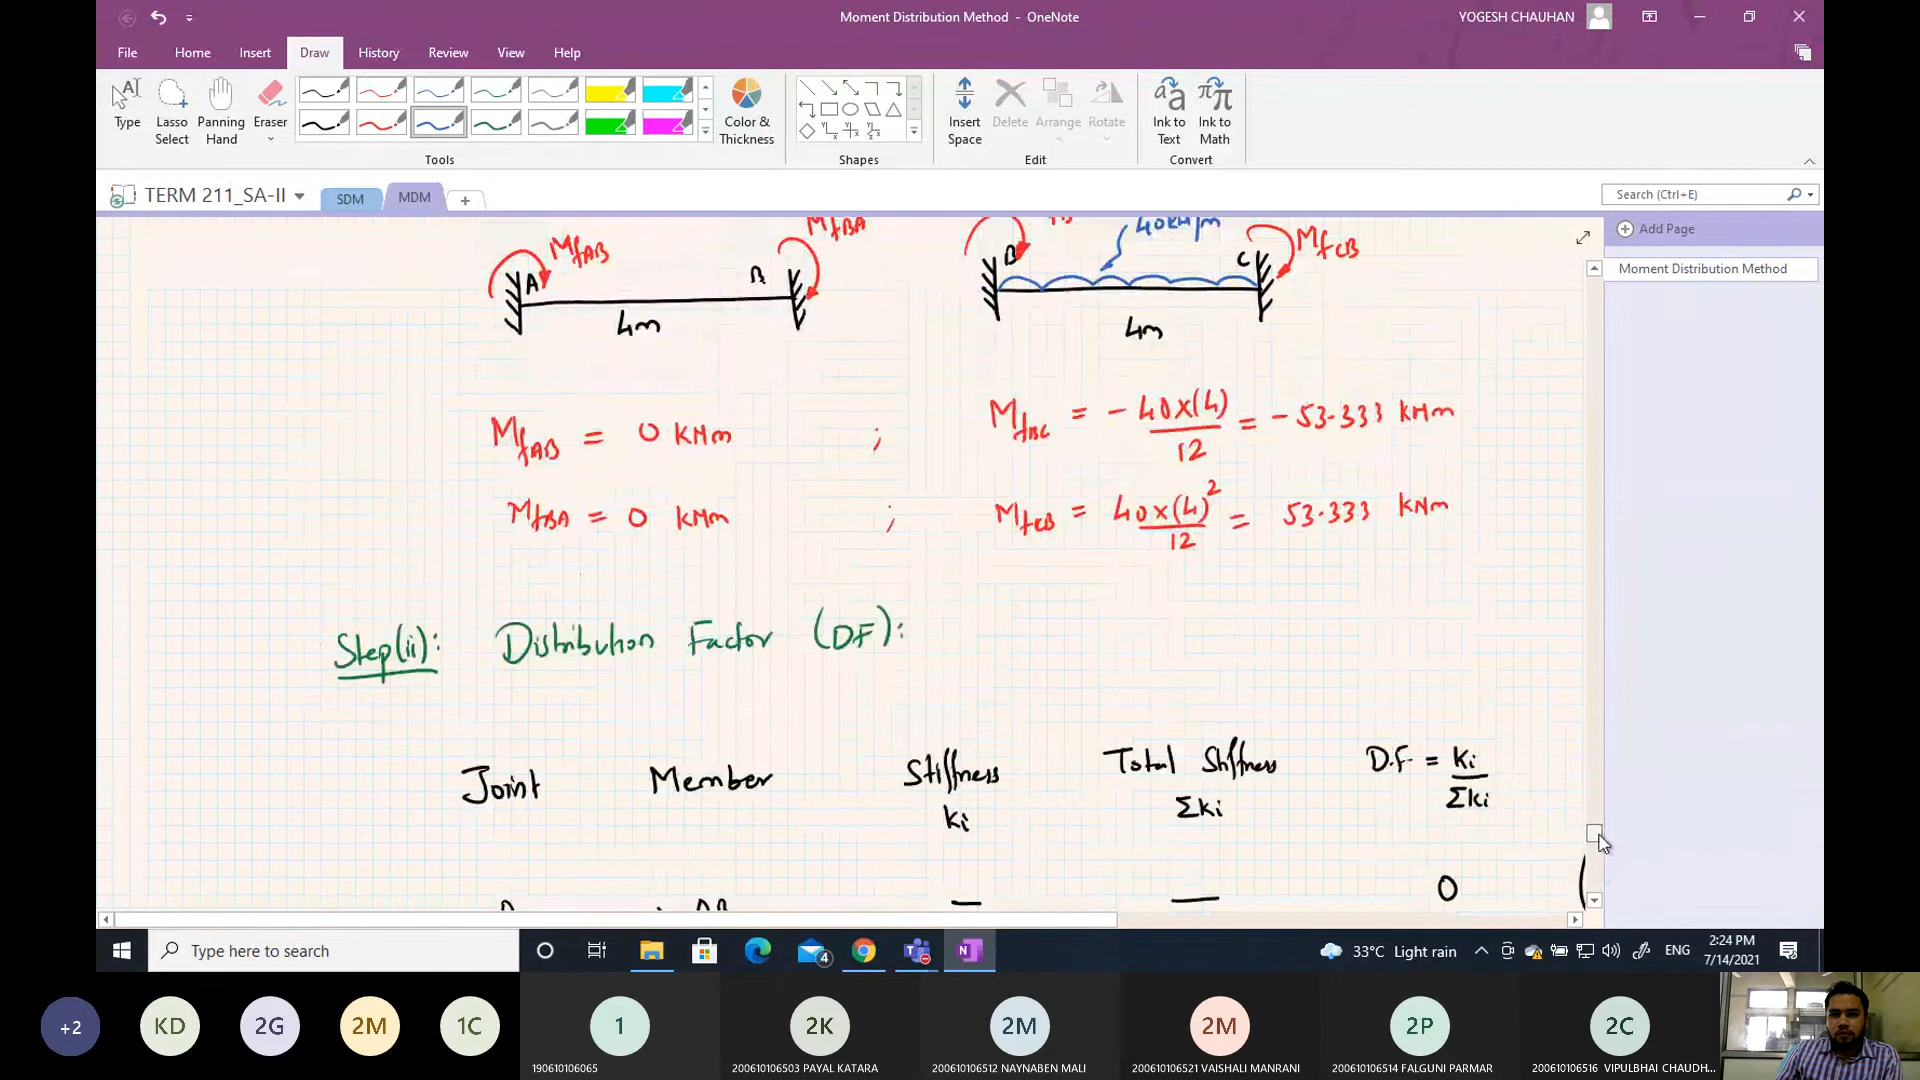 Moment Distribution Method - OneNote
YOGESH CHAUHAN
File Home Insert Draw History Review View Help
Type
Lasso Select
Panning Hand
Eraser
Color & Thickness
Insert Space
Delete
Arrange
Rotate
Ink to Text
Ink to Math
Tools
Shapes
Edit
Convert
TERM 211_SA-II
SDM
MDM
Search (Ctrl+E)
Add Page
Moment Distribution Method
MfAB
MfBA
A
B
4m
40kN/m
B
C
MfCB
4m
MfAB = 0 kNm ;
MfBC = - 40x(4)/12 = - 53.333 kNm
MfBA = 0 kNm ;
MfCB = 40x(4)²/12 = 53.333 kNm
Step(ii): Distribution Factor (DF):
Joint Member Stiffness ki Total Stiffness Σki D.F. = ki/Σki
0
Type here to search
4
33°C Light rain
ENG
2:24 PM
7/14/2021
+2
KD
2G
2M
1C
1
2K
2M
2M
2P
2C
190610106065
200610106503 PAYAL KATARA
200610106512 NAYNABEN MALI
200610106521 VAISHALI MANRANI
200610106514 FALGUNI PARMAR
200610106516 VIPULBHAI CHAUDH...